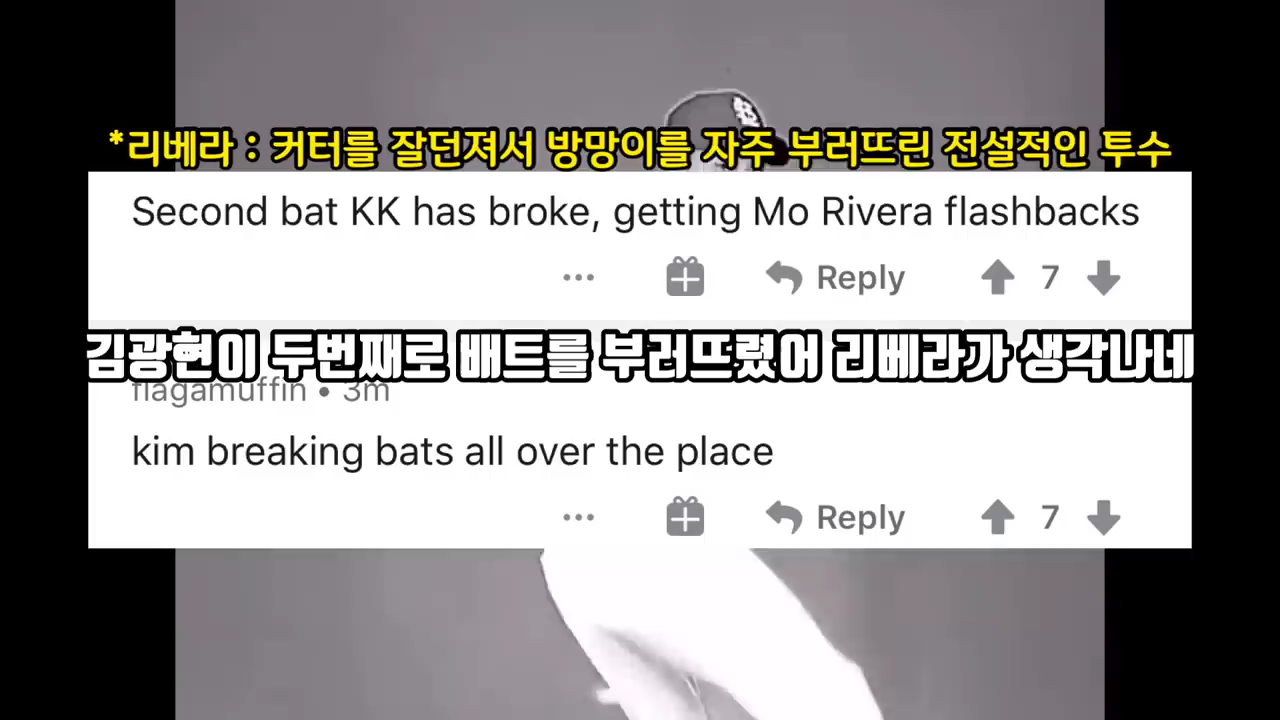 *리베라 : 커터를 잘던져서 방망이를 자주 부러뜨린 전설적인 투수
Second bat KK has broke, getting Mo Rivera flashbacks
Reply 7
김광현이 두번째로 배트를 부러뜨렸어 리베라가 생각나네
flagamuffin • 3m
kim breaking bats all over the place
Reply 7